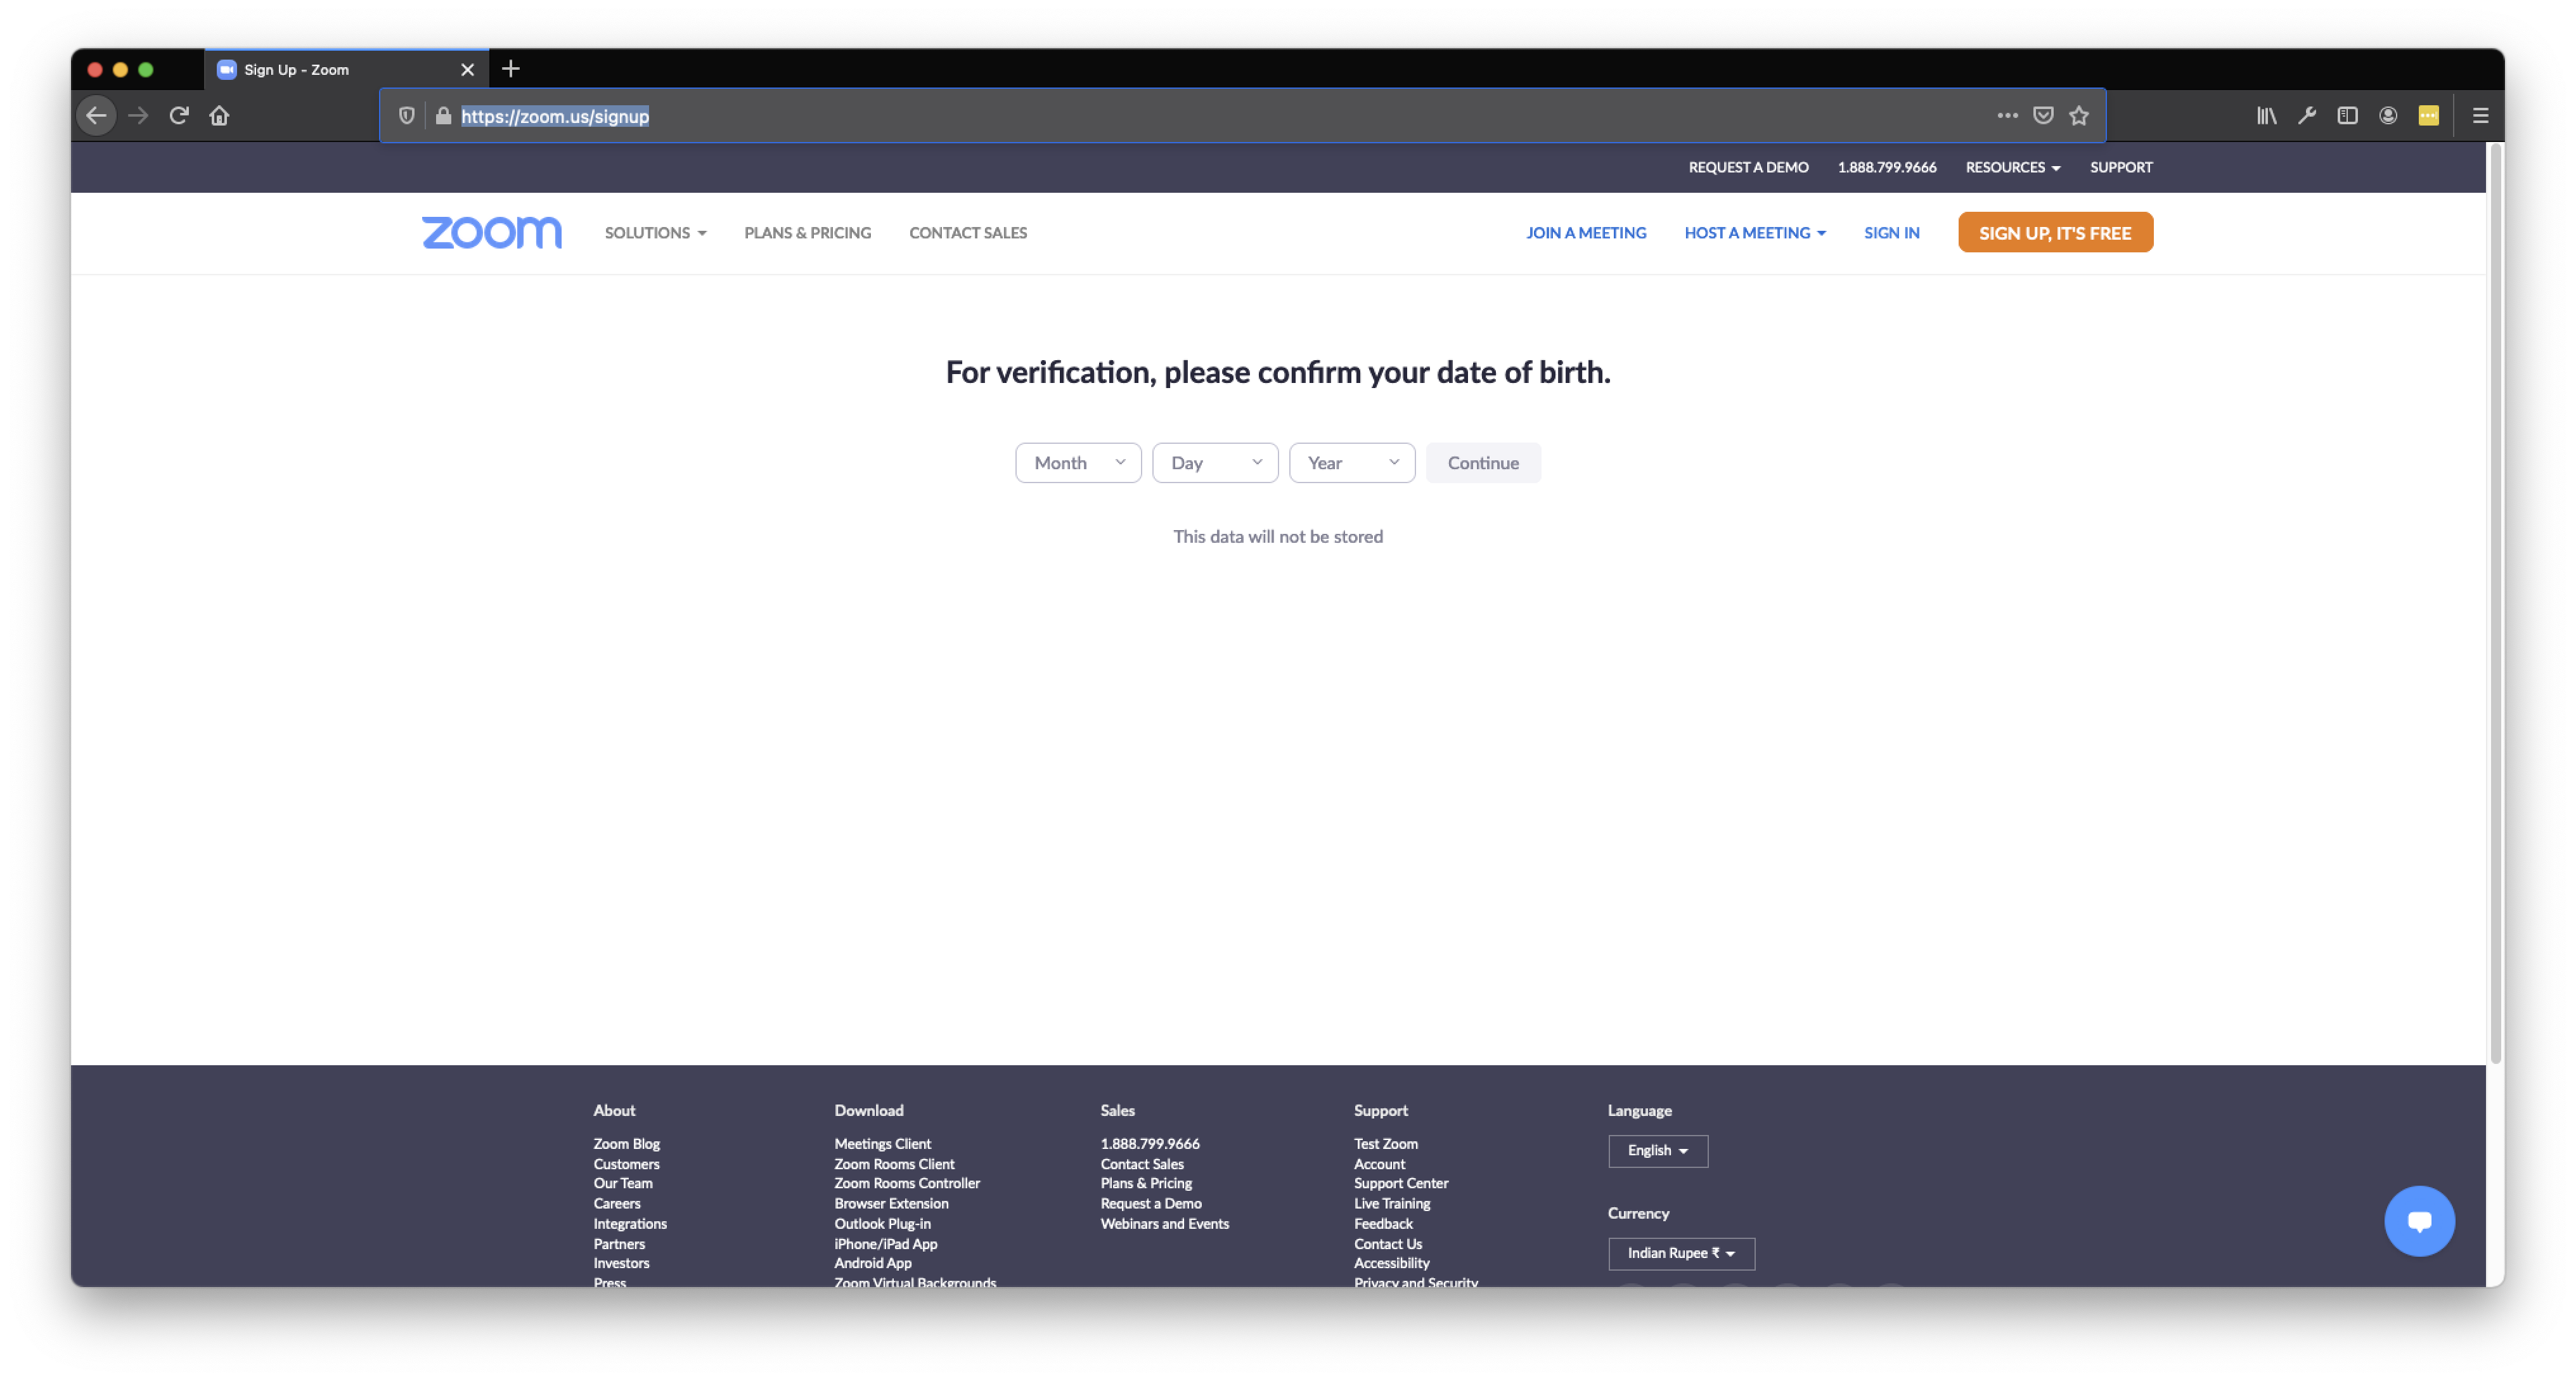 Sign Up - Zoom
https://zoom.us/signup
REQUEST A DEMO 1.888.799.9666 RESOURCES SUPPORT
zoom SOLUTIONS PLANS & PRICING CONTACT SALES JOIN A MEETING HOST A MEETING SIGN IN SIGN UP, IT'S FREE
For verification, please confirm your date of birth.
Month Day Year Continue
This data will not be stored
About
Zoom Blog
Customers
Our Team
Careers
Integrations
Partners
Investors
Press
Download
Meetings Client
Zoom Rooms Client
Zoom Rooms Controller
Browser Extension
Outlook Plug-in
iPhone/iPad App
Android App
Zoom Virtual Backgrounds
Sales
1.888.799.9666
Contact Sales
Plans & Pricing
Request a Demo
Webinars and Events
Support
Test Zoom
Account
Support Center
Live Training
Feedback
Contact Us
Accessibility
Privacy and Security
Language
English
Currency
Indian Rupee ₹